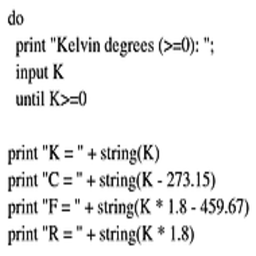 do
print "Kelvin degrees (>=0): ";
input K
until K>=0
print "K = " + string(K)
print "C = " + string(K - 273.15)
print "F = " + string(K * 1.8 - 459.67)
print "R = " + string(K * 1.8)